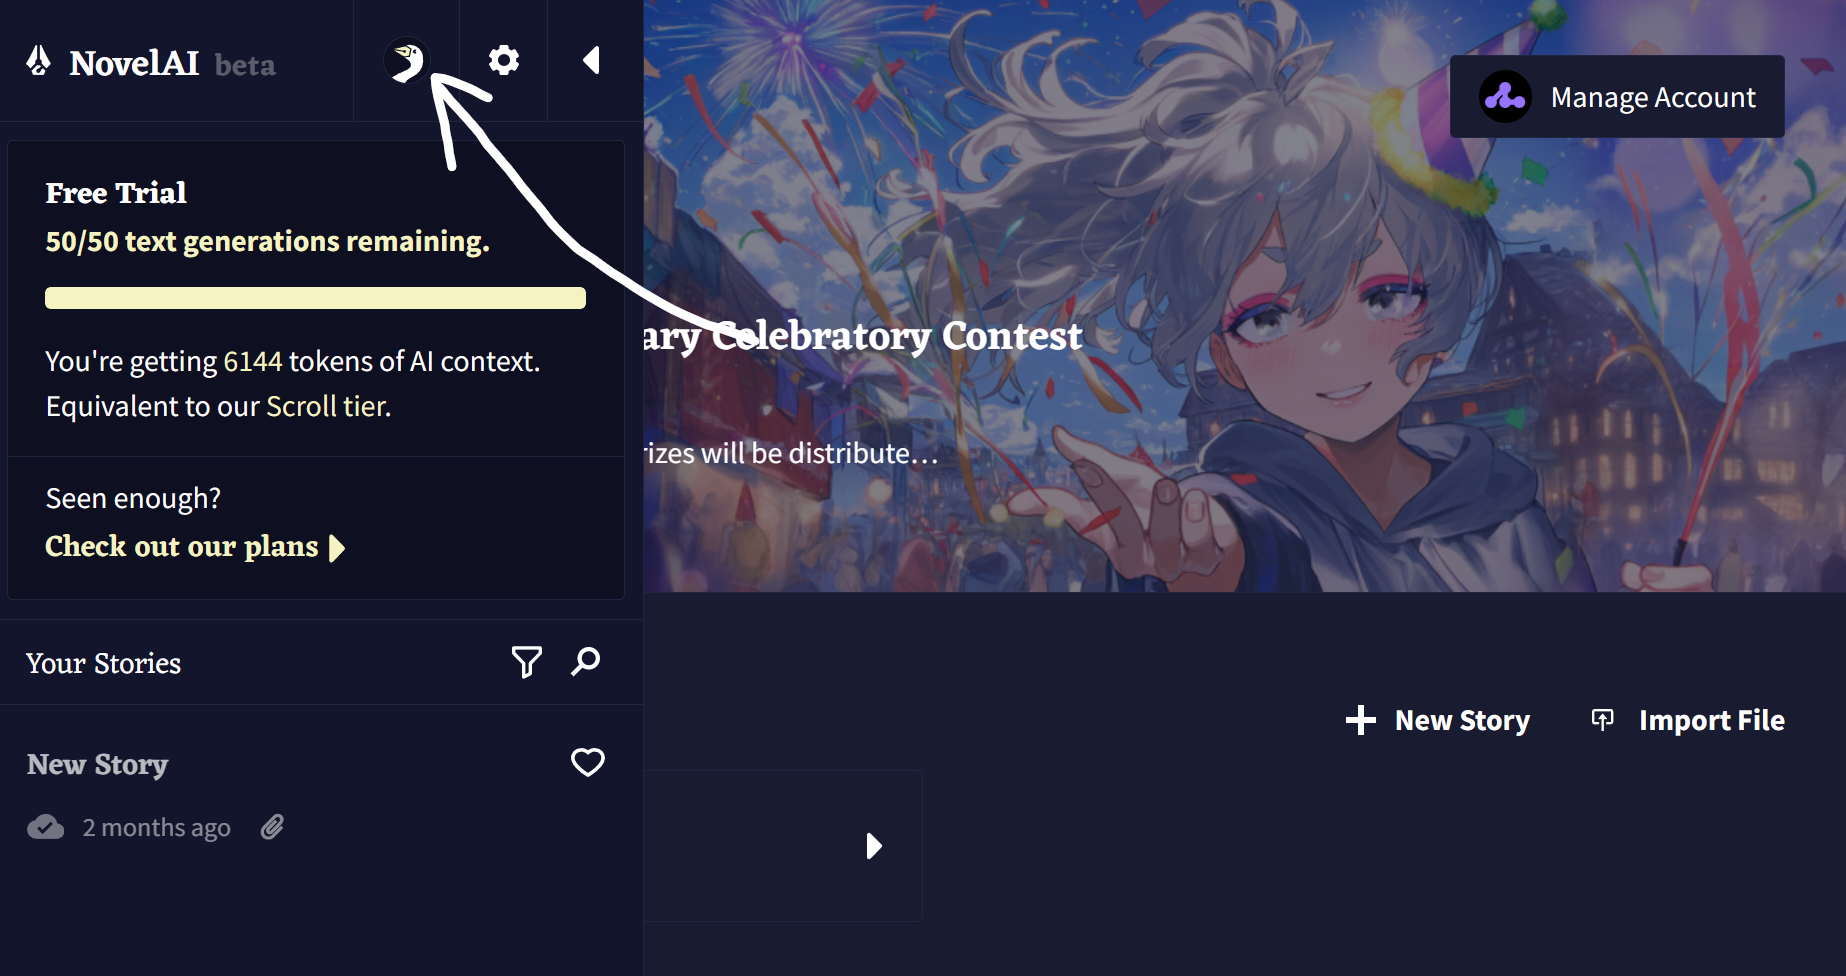 NovelAI beta
Manage Account
Free Trial
50/50 text generations remaining.
You're getting 6144 tokens of AI context.
Equivalent to our Scroll tier.
ary Celebratory Contest
rizes will be distribute…
Seen enough?
Check out our plans
Your Stories
New Story
2 months ago
New Story
Import File